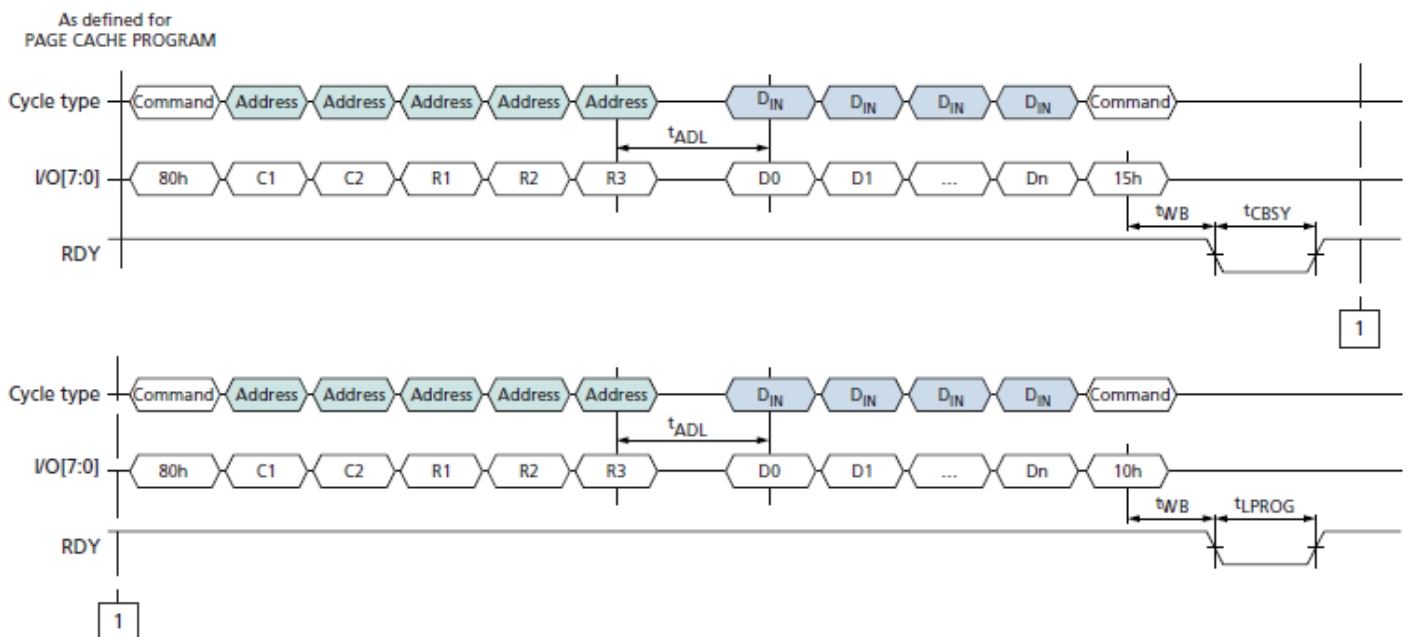 As defined for
PAGE CACHE PROGRAM
Cycle type Command Address Address Address Address Address DIN DIN DIN DIN Command
tADL
I/O[7:0] 80h C1 C2 R1 R2 R3 D0 D1 ... Dn 15h
tWB tCBSY
RDY
1
Cycle type Command Address Address Address Address Address DIN DIN DIN DIN Command
tADL
I/O[7:0] 80h C1 C2 R1 R2 R3 D0 D1 ... Dn 10h
tWB tLPROG
RDY
1